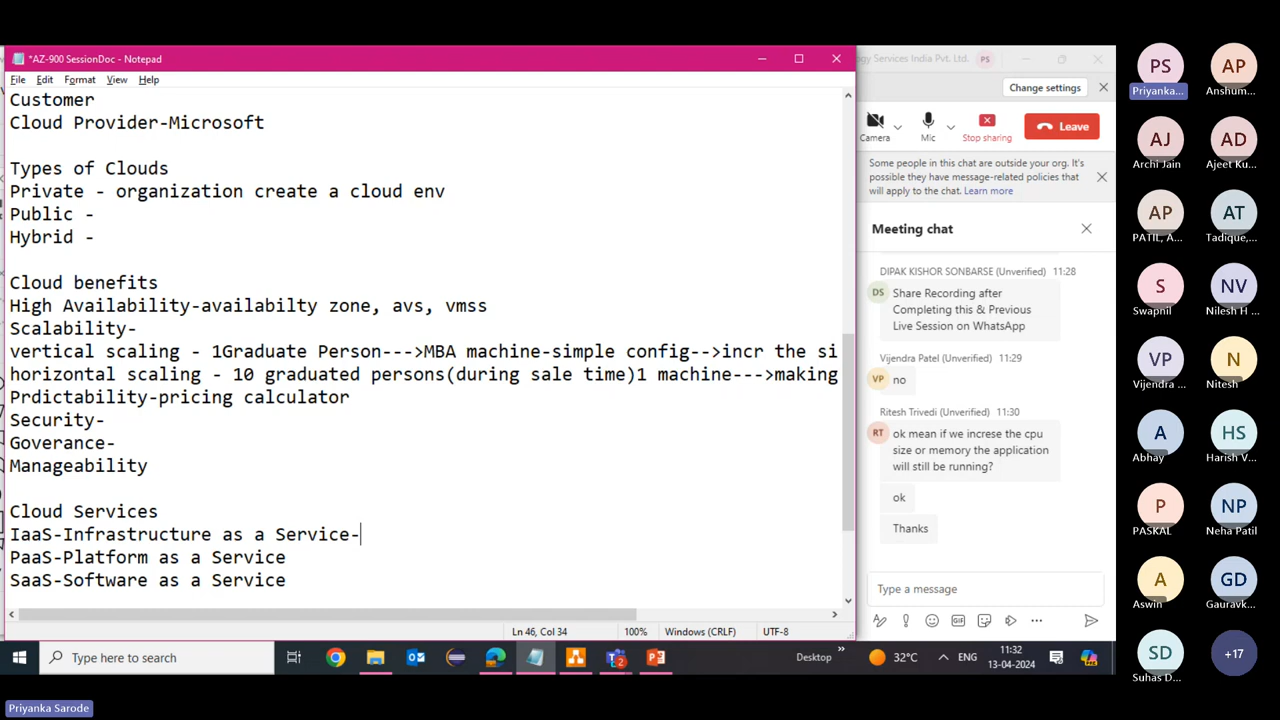 *AZ-900 SessionDoc - Notepad
File Edit Format View Help
Customer
Cloud Provider-Microsoft
Types of Clouds
Private - organization create a cloud env
Public -
Hybrid -
Cloud benefits
High Availability-availabilty zone, avs, vmss
Scalability-
vertical scaling - 1Graduate Person--->MBA machine-simple config-->incr the si
horizontal scaling - 10 graduated persons(during sale time)1 machine--->making
Prdictability-pricing calculator
Security-
Goverance-
Manageability
Cloud Services
IaaS-Infrastructure as a Service-
PaaS-Platform as a Service
SaaS-Software as a Service
Ln 46, Col 34 100% Windows (CRLF) UTF-8
ogy Services India Pvt. Ltd. PS
Change settings
Camera Mic Stop sharing Leave
Some people in this chat are outside your org. It's
possible they have message-related policies that
will apply to the chat. Learn more
Meeting chat
DIPAK KISHOR SONBARSE (Unverified) 11:28
DS Share Recording after
Completing this & Previous
Live Session on WhatsApp
Vijendra Patel (Unverified) 11:29
VP no
Ritesh Trivedi (Unverified) 11:30
RT ok mean if we increse the cpu
size or memory the application
will still be running?
ok
Thanks
Type a message
GIF
Type here to search
Desktop
32°C
ENG
11:32
13-04-2024
PS AP
Priyanka... Anshum...
AJ AD
Archi Jain Ajeet Ku...
AP AT
PATIL, A... Tadique,...
S NV
Swapnil Nilesh H ...
VP N
Vijendra ... Nitesh
A HS
Abhay Harish V...
P NP
PASKAL Neha Patil
A GD
Aswin Gauravk...
SD +17
Suhas D...
Priyanka Sarode